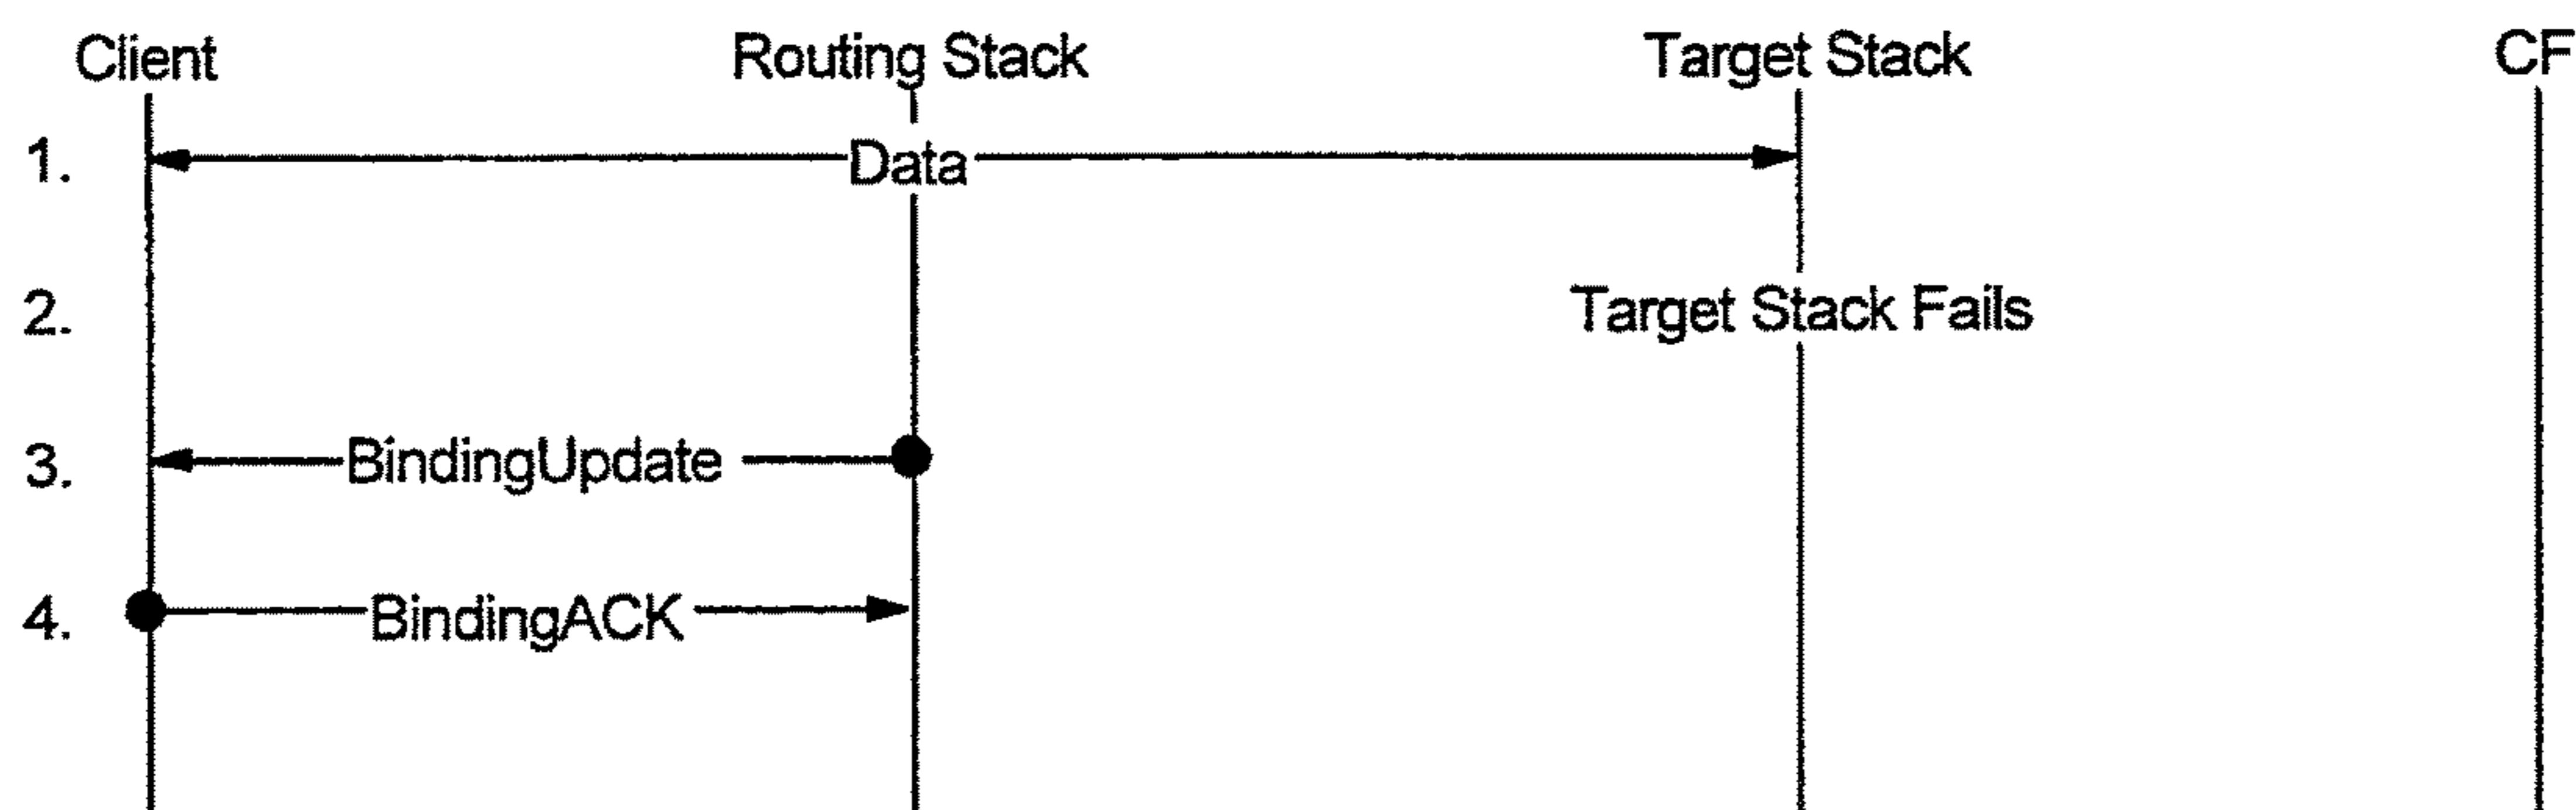 Client Routing Stack Target Stack CF
1. Data
2. Target Stack Fails
3. BindingUpdate
4. BindingACK